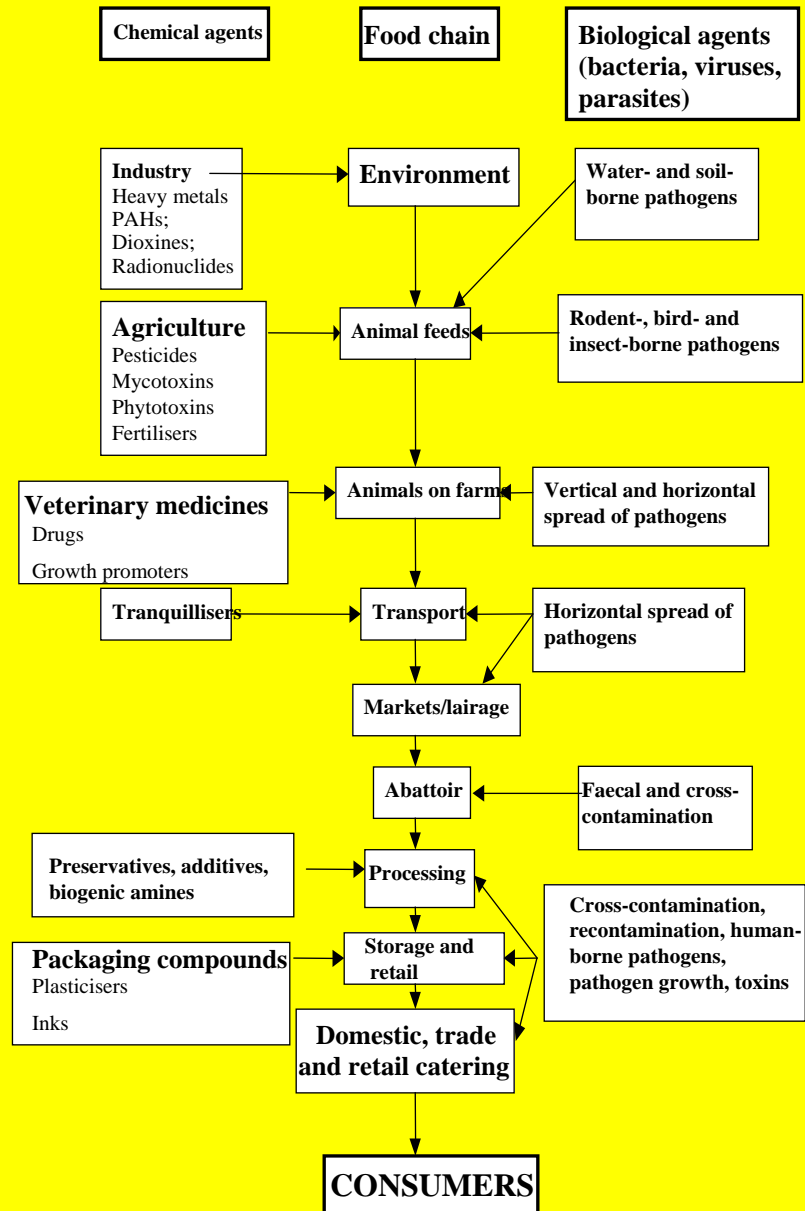 Chemical agents
Food chain
Biological agents
(bacteria, viruses,
parasites)
Industry
Heavy metals
PAHs;
Dioxines;
Radionuclides
Environment
Water- and soil-
borne pathogens
Agriculture
Pesticides
Mycotoxins
Phytotoxins
Fertilisers
Animal feeds
Rodent-, bird- and
insect-borne pathogens
Veterinary medicines
Drugs
Growth promoters
Animals on farms
Vertical and horizontal
spread of pathogens
Tranquillisers
Transport
Horizontal spread of
pathogens
Markets/lairage
Abattoir
Faecal and cross-
contamination
Preservatives, additives,
biogenic amines
Processing
Cross-contamination,
recontamination, human-
borne pathogens,
pathogen growth, toxins
Packaging compounds
Plasticisers
Inks
Storage and
retail
Domestic, trade
and retail catering
CONSUMERS